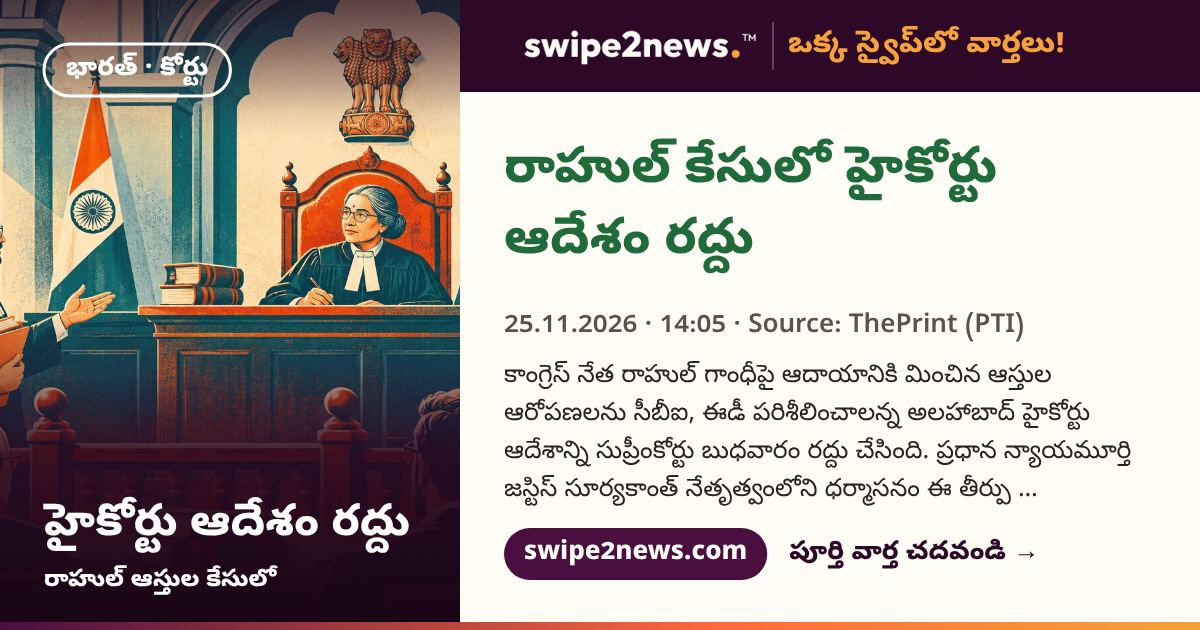 భారత్ · కోర్టు
హైకోర్టు ఆదేశం రద్దు
రాహుల్ ఆస్తుల కేసులో
swipe2news.™
ఒక్క స్వైప్‌లో వార్తలు!
రాహుల్ కేసులో హైకోర్టు
ఆదేశం రద్దు
25.11.2026 · 14:05 · Source: ThePrint (PTI)
కాంగ్రెస్ నేత రాహుల్ గాంధీపై ఆదాయానికి మించిన ఆస్తుల
ఆరోపణలను సీబీఐ, ఈడీ పరిశీలించాలన్న అలహాబాద్ హైకోర్టు
ఆదేశాన్ని సుప్రీంకోర్టు బుధవారం రద్దు చేసింది. ప్రధాన న్యాయమూర్తి
జస్టిస్ సూర్యకాంత్ నేతృత్వంలోని ధర్మాసనం ఈ తీర్పు ...
swipe2news.com
పూర్తి వార్త చదవండి →